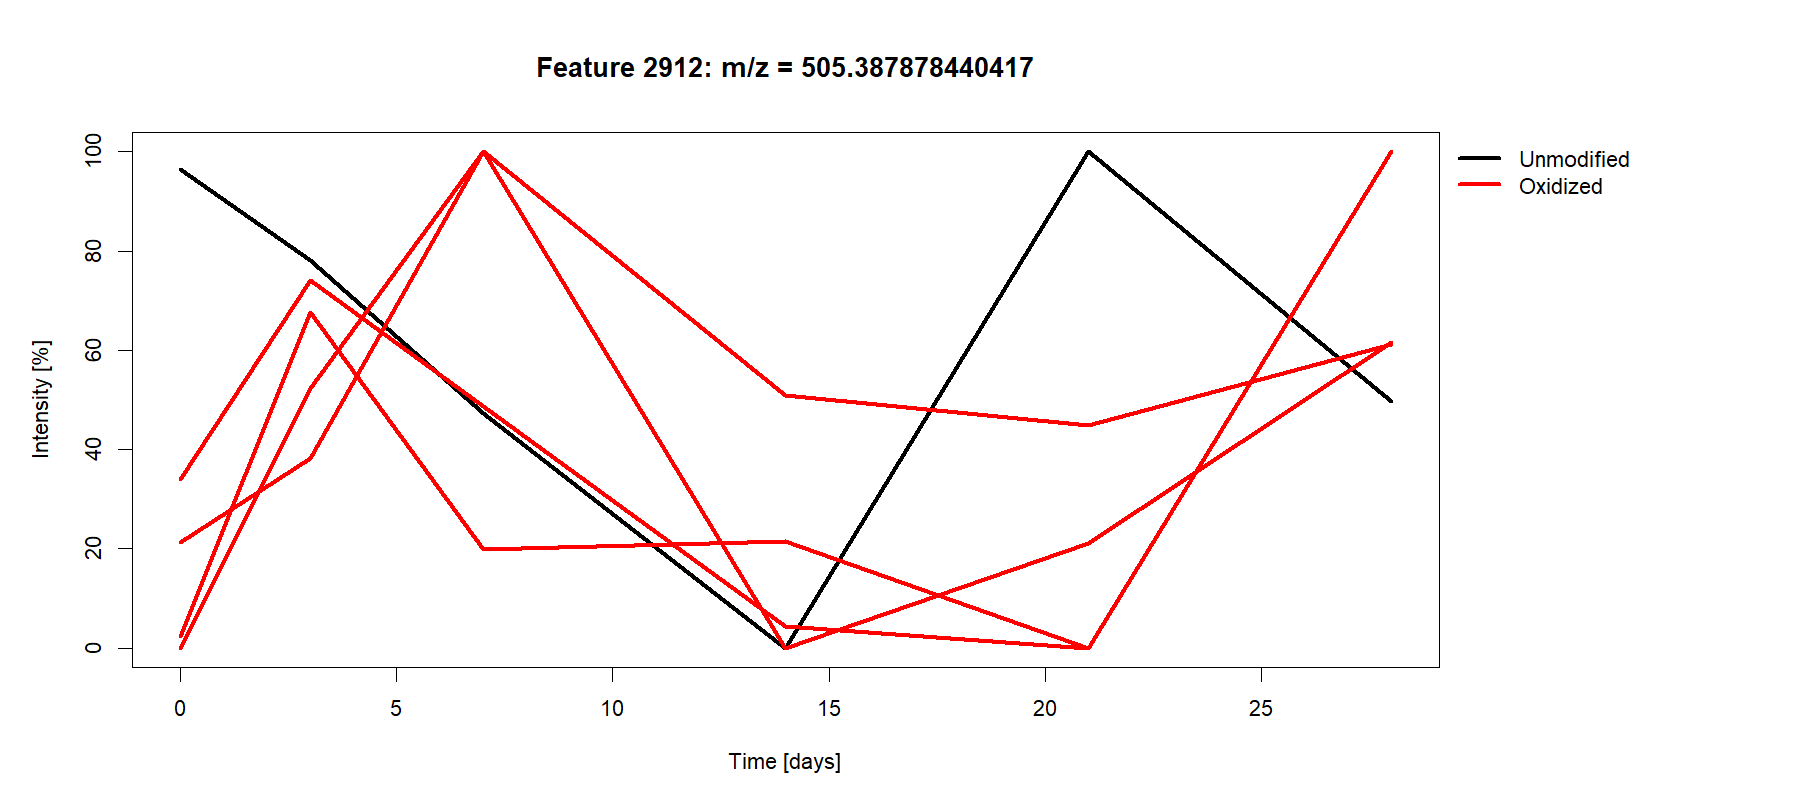 Feature 2912: m/z = 505.387878440417
Unmodified
Oxidized
Intensity [%]
100
80
60
40
20
0
0 5 10 15 20 25
Time [days]